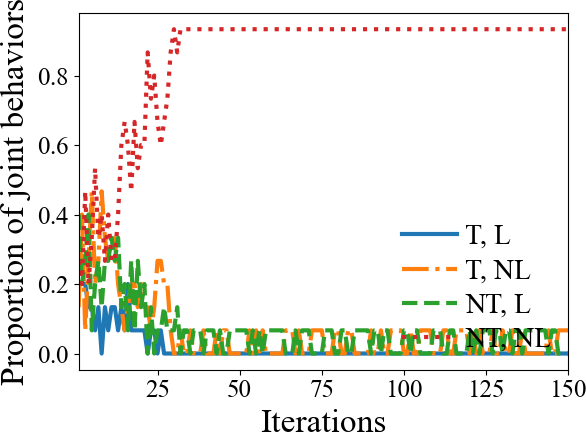 Proportion of joint behaviors
0.8
0.6
0.4
0.2
0.0
T, L
T, NL
NT, L
NT, NL
25 50 75 100 125 150
Iterations